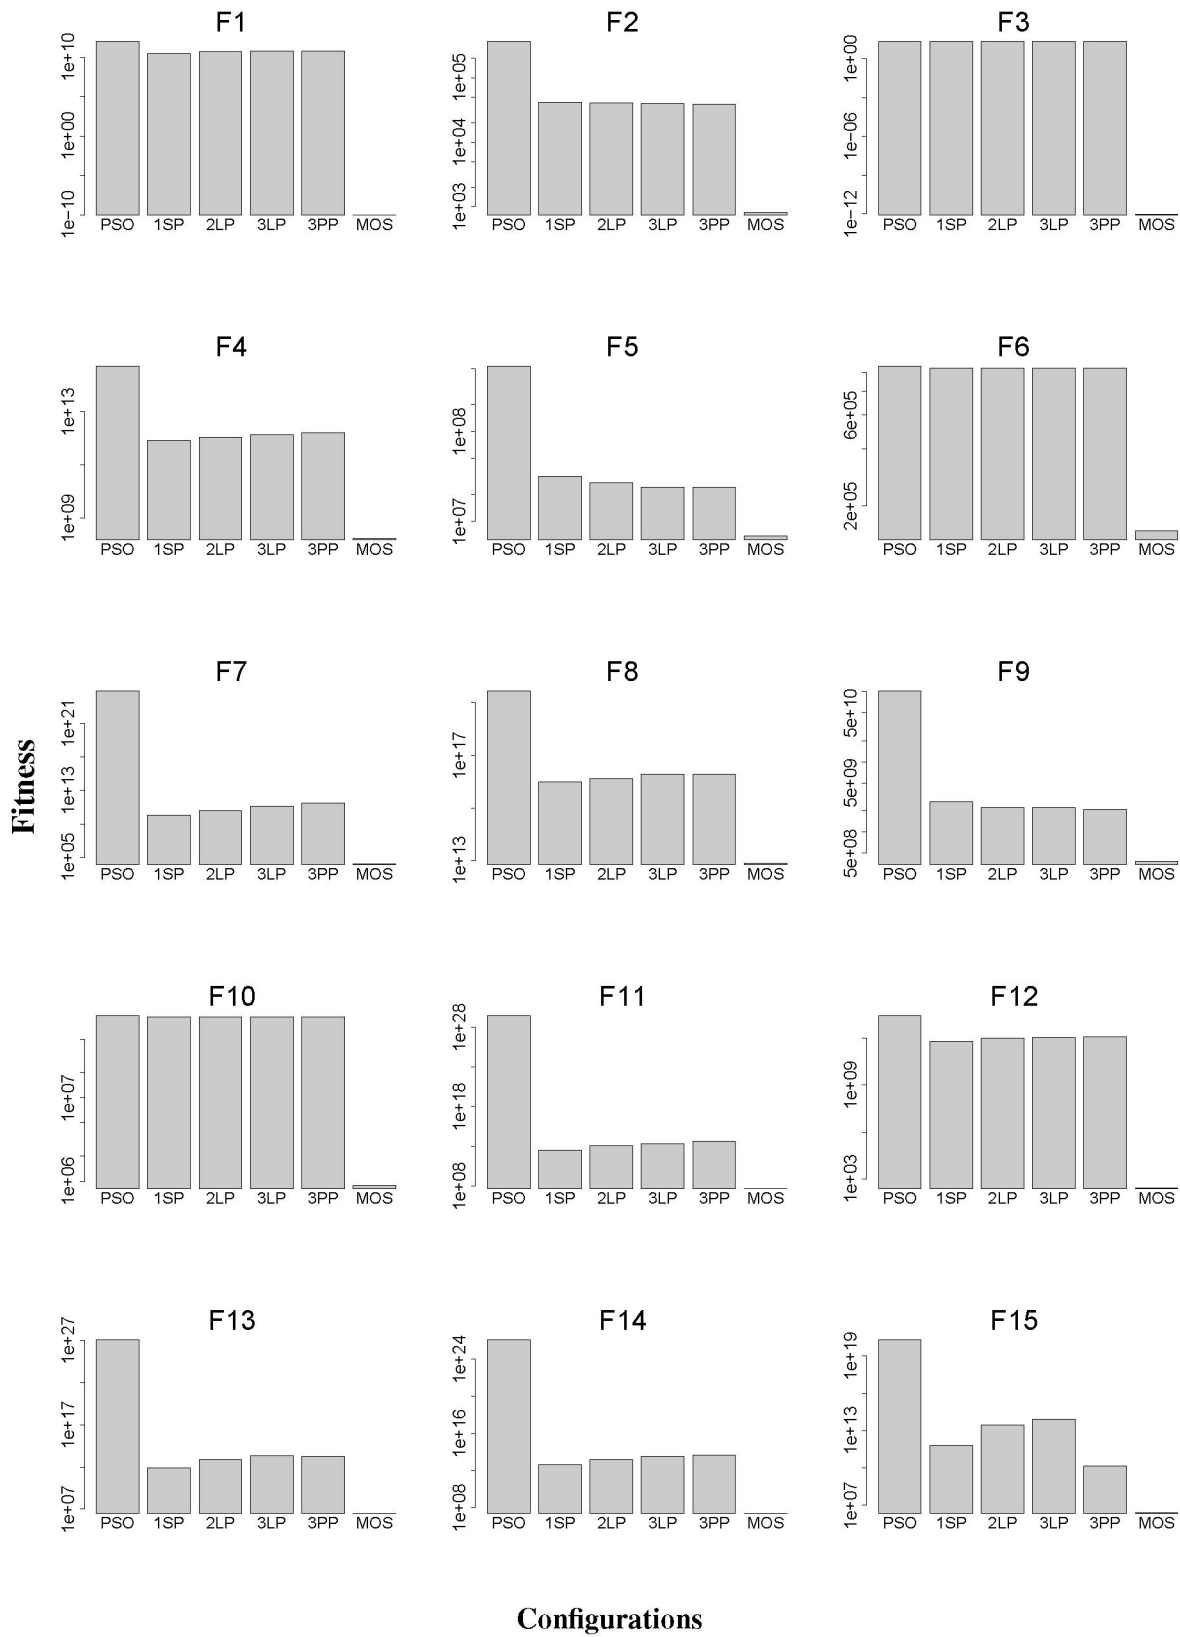 F1 F2 F3
1e+10 1e+05 1e+00
1e+00 1e+04 1e−06
1e−10 1e+03 1e−12
PSO 1SP 2LP 3LP 3PP MOS PSO 1SP 2LP 3LP 3PP MOS PSO 1SP 2LP 3LP 3PP MOS
F4 F5 F6
1e+13 1e+08 6e+05
1e+09 1e+07 2e+05
PSO 1SP 2LP 3LP 3PP MOS PSO 1SP 2LP 3LP 3PP MOS PSO 1SP 2LP 3LP 3PP MOS
F7 F8 F9
1e+21 1e+17 5e+10
1e+13 1e+13 5e+09
1e+05 5e+08
PSO 1SP 2LP 3LP 3PP MOS PSO 1SP 2LP 3LP 3PP MOS PSO 1SP 2LP 3LP 3PP MOS
Fitness
F10 F11 F12
1e+07 1e+28 1e+09
1e+06 1e+18 1e+03
1e+08
PSO 1SP 2LP 3LP 3PP MOS PSO 1SP 2LP 3LP 3PP MOS PSO 1SP 2LP 3LP 3PP MOS
F13 F14 F15
1e+27 1e+24 1e+19
1e+17 1e+16 1e+13
1e+07 1e+08 1e+07
PSO 1SP 2LP 3LP 3PP MOS PSO 1SP 2LP 3LP 3PP MOS PSO 1SP 2LP 3LP 3PP MOS
Configurations